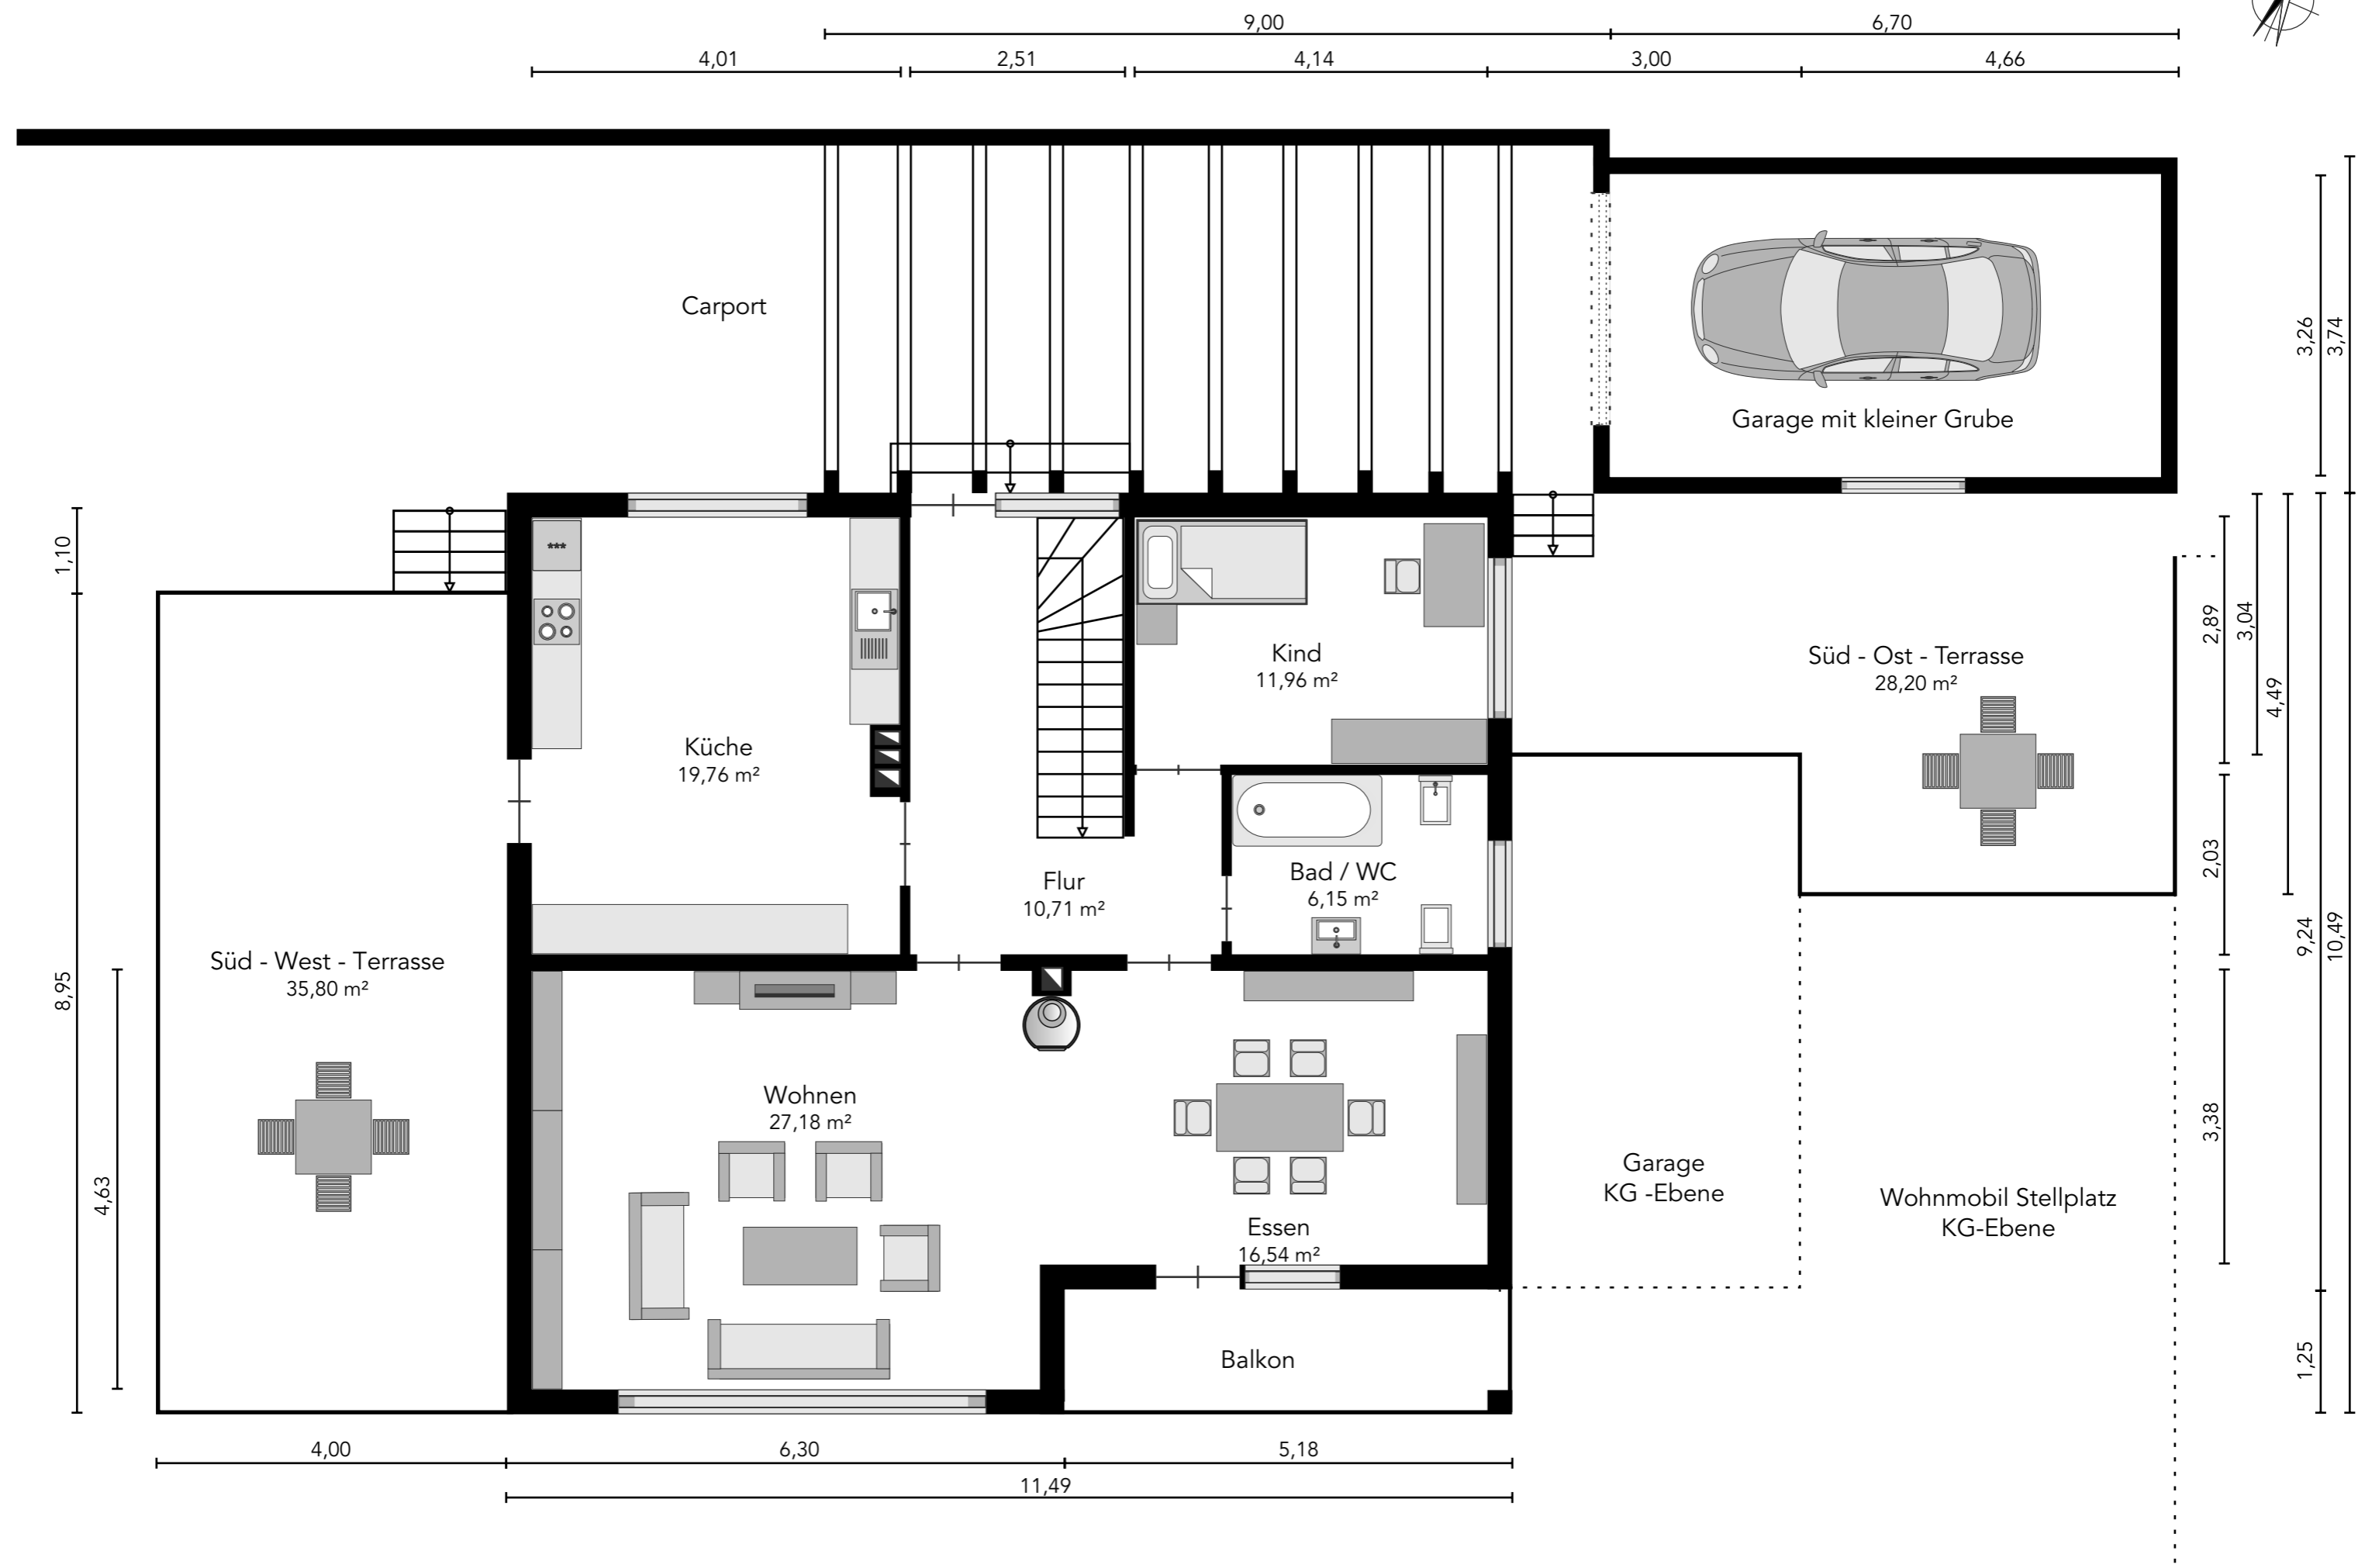 9,00
6,70
4,01
2,51
4,14
3,00
4,66
Carport
Garage mit kleiner Grube
3,26
3,74
1,10
***
Kind
11,96 m²
Süd - Ost - Terrasse
28,20 m²
2,89
3,04
4,49
Küche
19,76 m²
Bad / WC
6,15 m²
Flur
10,71 m²
2,03
9,24
10,49
Süd - West - Terrasse
35,80 m²
8,95
4,63
Wohnen
27,18 m²
3,38
Garage
KG -Ebene
Wohnmobil Stellplatz
KG-Ebene
Essen
16,54 m²
Balkon
1,25
4,00
6,30
5,18
11,49